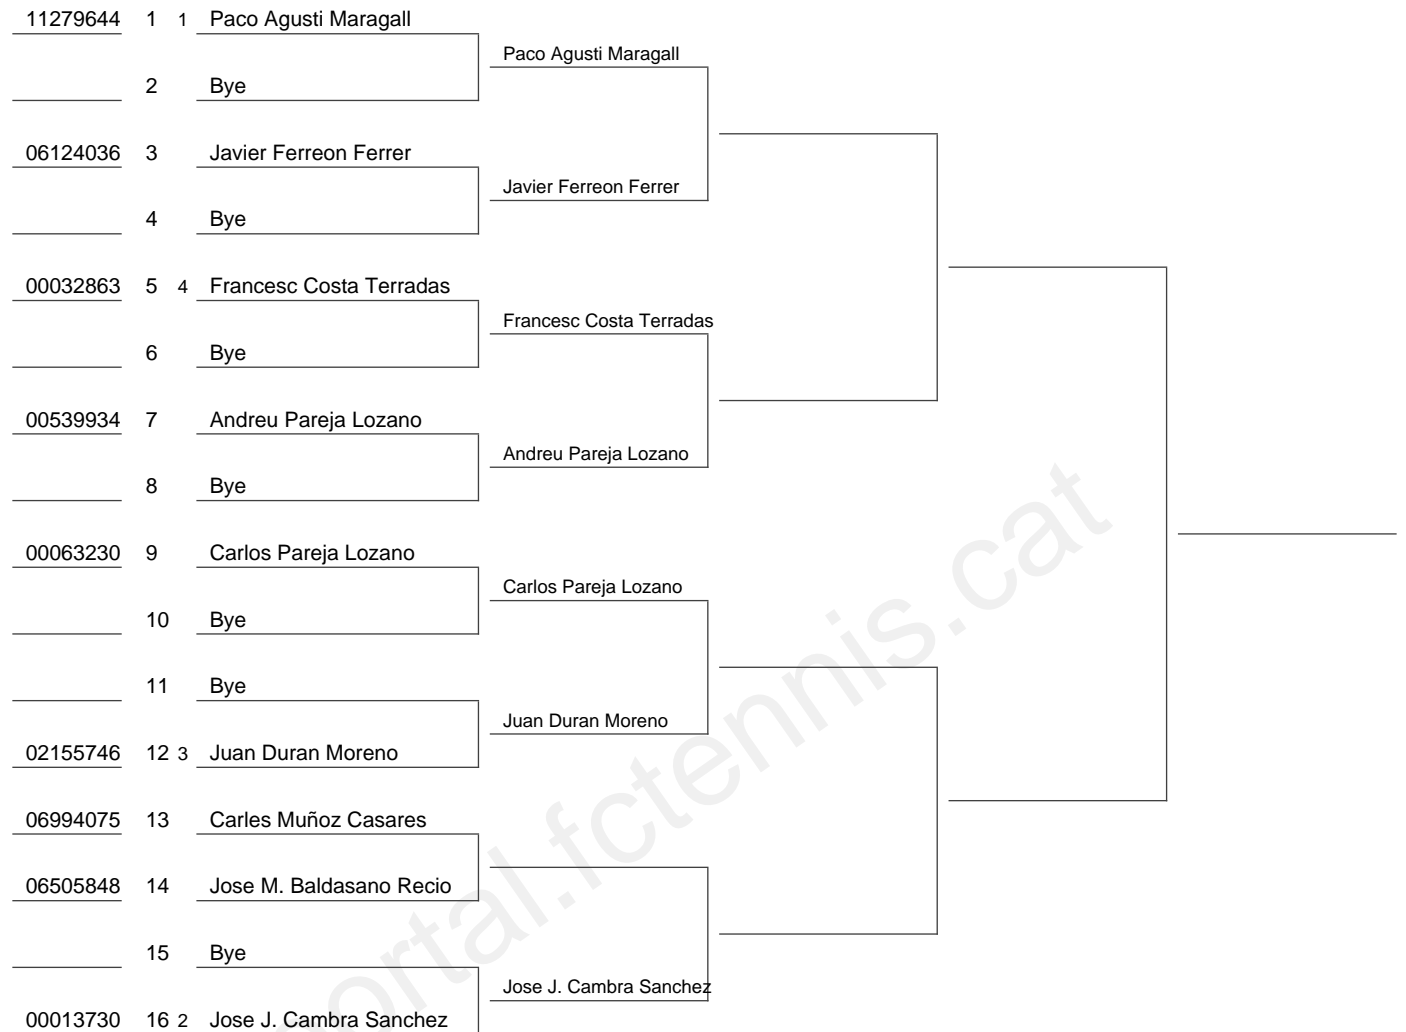 11279644 1 1 Paco Agusti Maragall
Paco Agusti Maragall
2 Bye
06124036 3 Javier Ferreon Ferrer
Javier Ferreon Ferrer
4 Bye
00032863 5 4 Francesc Costa Terradas
Francesc Costa Terradas
6 Bye
00539934 7 Andreu Pareja Lozano
Andreu Pareja Lozano
8 Bye
00063230 9 Carlos Pareja Lozano
Carlos Pareja Lozano
10 Bye
11 Bye
Juan Duran Moreno
02155746 12 3 Juan Duran Moreno
06994075 13 Carles Muñoz Casares
06505848 14 Jose M. Baldasano Recio
15 Bye
Jose J. Cambra Sanchez
00013730 16 2 Jose J. Cambra Sanchez
ortal.fctennis.cat